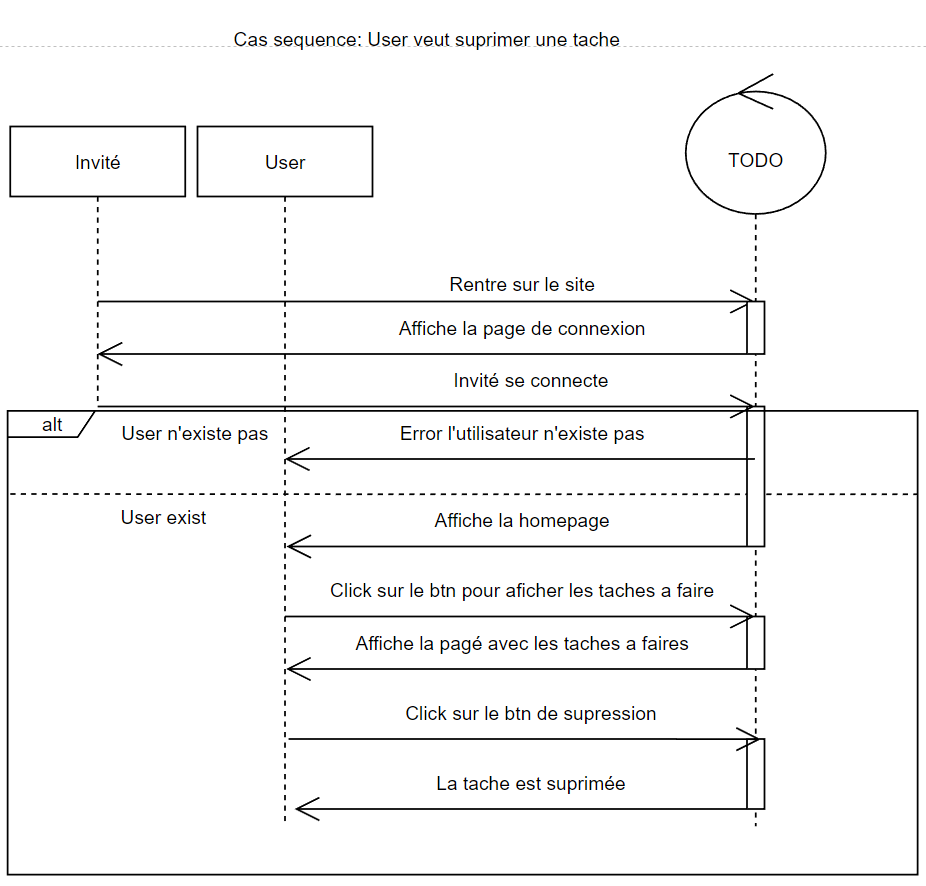 Cas sequence: User veut suprimer une tache
Invité
User
TODO
Rentre sur le site
Affiche la page de connexion
Invité se connecte
alt
User n'existe pas
Error l'utilisateur n'existe pas
User exist
Affiche la homepage
Click sur le btn pour aficher les taches a faire
Affiche la pagé avec les taches a faires
Click sur le btn de supression
La tache est suprimée